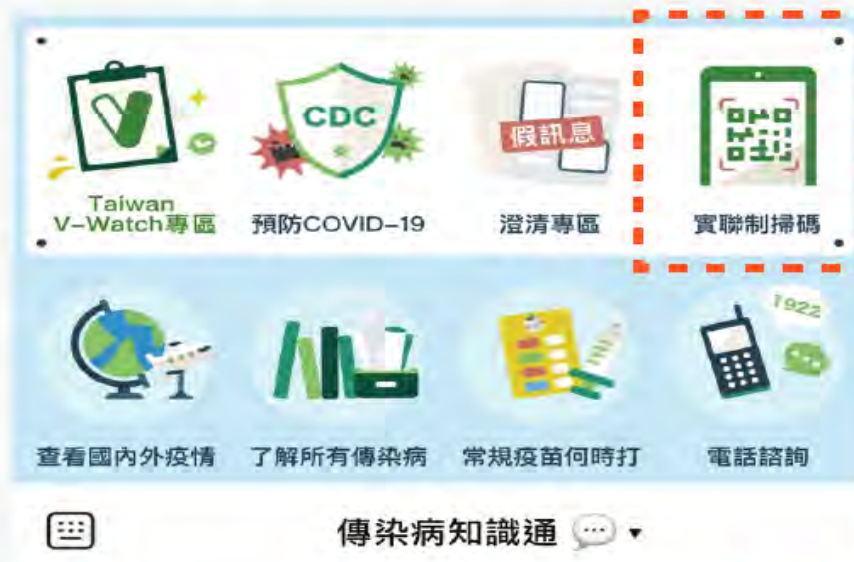 CDC
假訊息
Taiwan
V-Watch專區
預防COVID-19
澄清專區
實聯制掃碼
1922
查看國內外疫情
了解所有傳染病
常規疫苗何時打
電話諮詢
傳染病知識通